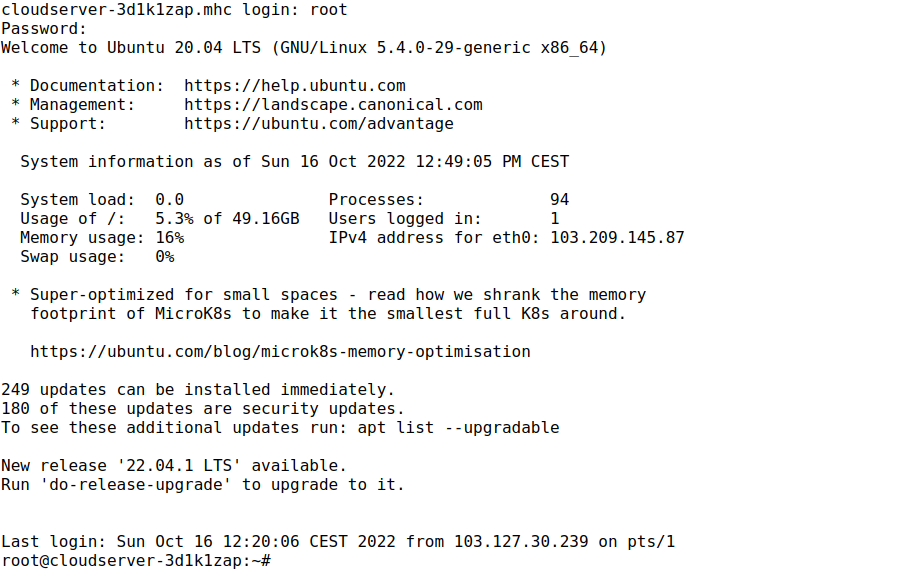 cloudserver-3d1k1zap.mhc login: root
Password:
Welcome to Ubuntu 20.04 LTS (GNU/Linux 5.4.0-29-generic x86_64)
* Documentation:  https://help.ubuntu.com
* Management:     https://landscape.canonical.com
* Support:        https://ubuntu.com/advantage
System information as of Sun 16 Oct 2022 12:49:05 PM CEST
System load:  0.0               Processes:             94
Usage of /:   5.3% of 49.16GB   Users logged in:       1
Memory usage: 16%               IPv4 address for eth0: 103.209.145.87
Swap usage:   0%
* Super-optimized for small spaces - read how we shrank the memory
footprint of MicroK8s to make it the smallest full K8s around.
https://ubuntu.com/blog/microk8s-memory-optimisation
249 updates can be installed immediately.
180 of these updates are security updates.
To see these additional updates run: apt list --upgradable
New release '22.04.1 LTS' available.
Run 'do-release-upgrade' to upgrade to it.
Last login: Sun Oct 16 12:20:06 CEST 2022 from 103.127.30.239 on pts/1
root@cloudserver-3d1k1zap:~#